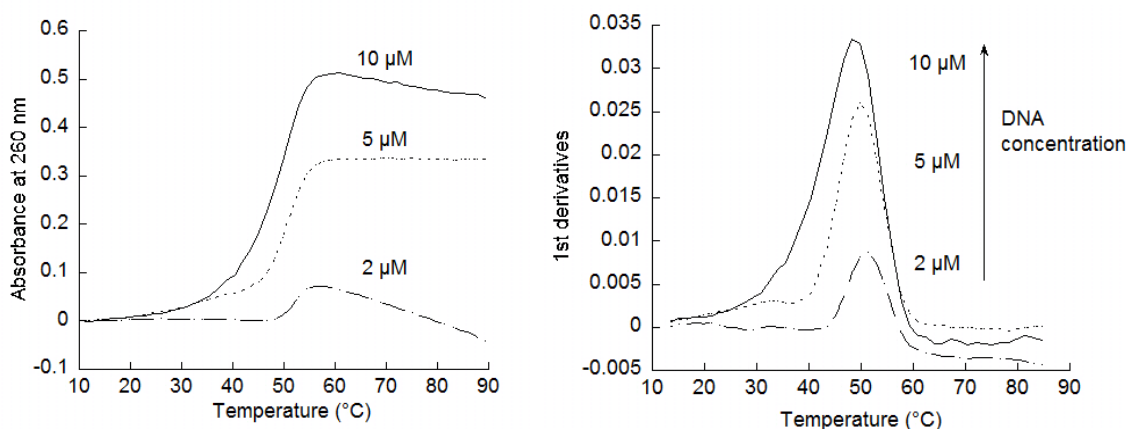 0.6
0.5
0.4
0.3
0.2
0.1
0
-0.1
Absorbance at 260 nm
10 µM
5 µM
2 µM
10 20 30 40 50 60 70 80 90
Temperature (°C)
0.035
0.03
0.025
0.02
0.015
0.01
0.005
0
-0.005
1st derivatives
10 µM
5 µM
2 µM
DNA
concentration
10 20 30 40 50 60 70 80 90
Temperature (°C)